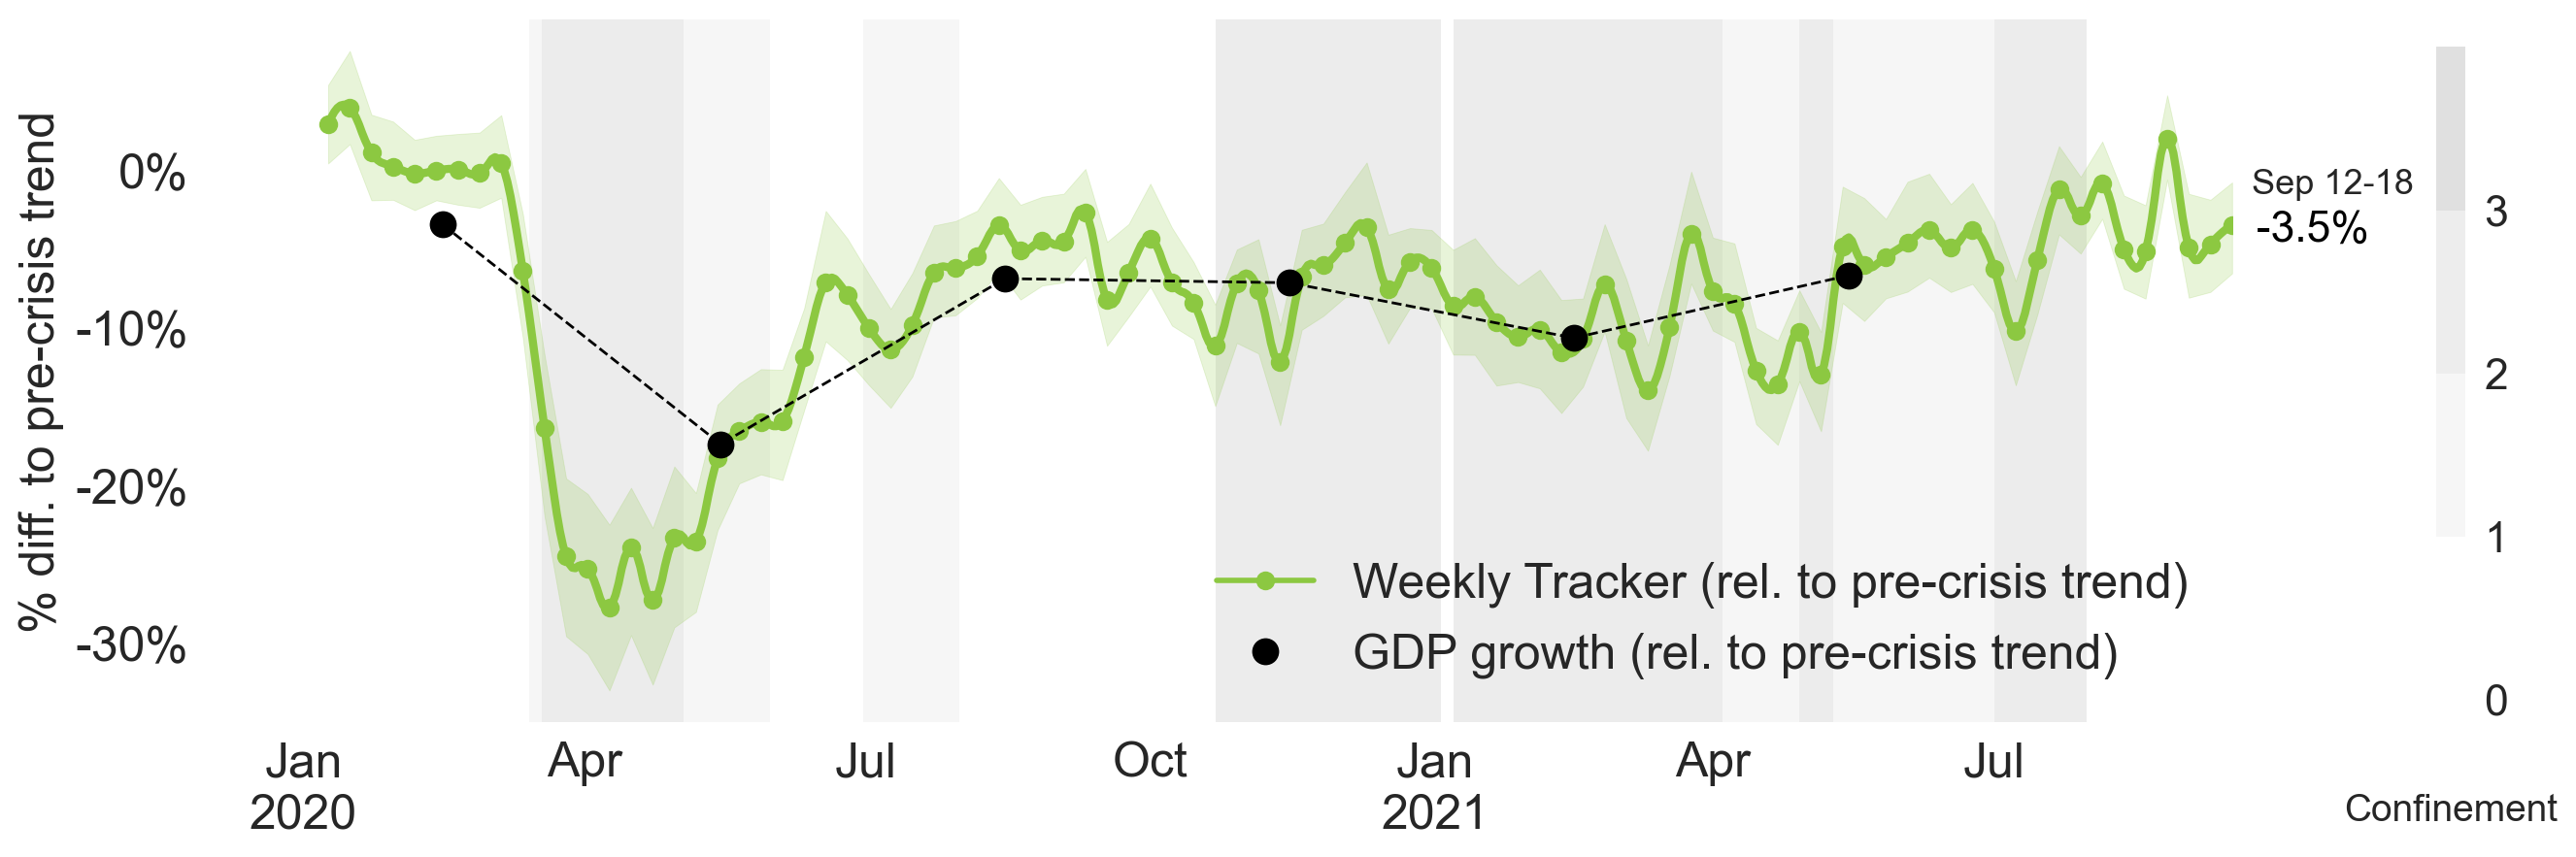 % diff. to pre-crisis trend
0%
-10%
-20%
-30%
Sep 12-18
-3.5%
Weekly Tracker (rel. to pre-crisis trend)
GDP growth (rel. to pre-crisis trend)
Jan
2020
Apr
Jul
Oct
Jan
2021
Apr
Jul
3
2
1
0
Confinement